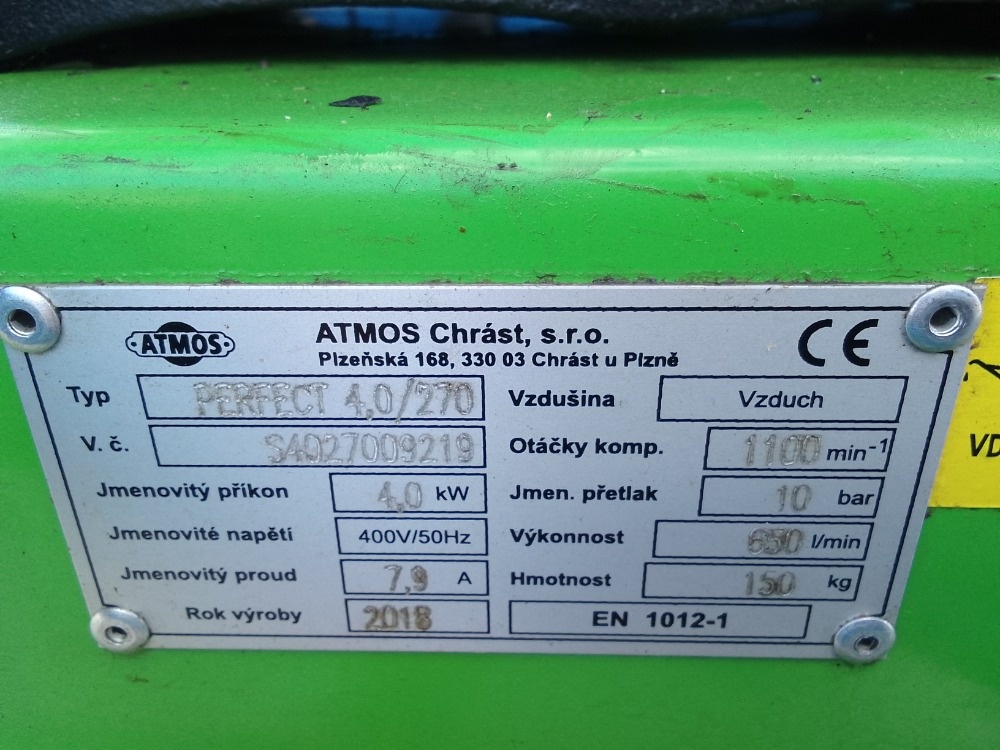 ATMOS
ATMOS Chrást, s.r.o.
Plzeňská 168, 330 03 Chrást u Plzně
CE
Typ PERFECT 4,0/270
V. č. S4027009219
Jmenovitý příkon 4,0 kW
Jmenovité napětí 400V/50Hz
Jmenovitý proud 7,9 A
Rok výroby 2018
Vzdušina Vzduch
Otáčky komp. 1100 min⁻¹
Jmen. přetlak 10 bar
Výkonnost 650 l/min
Hmotnost 150 kg
EN 1012-1
VD